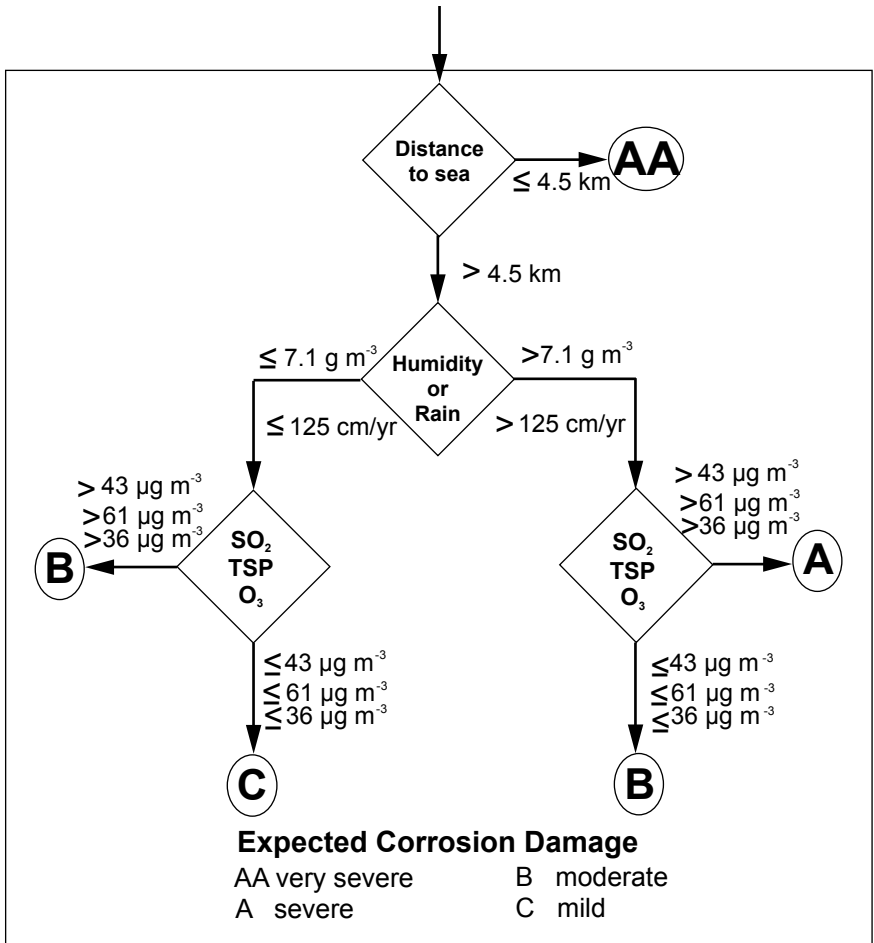 Distance
to sea
AA
≤ 4.5 km
> 4.5 km
≤ 7.1 g m⁻³
Humidity
or
Rain
>7.1 g m⁻³
≤ 125 cm/yr
> 125 cm/yr
> 43 µg m⁻³
>61 µg m⁻³
>36 µg m⁻³
B
SO₂
TSP
O₃
> 43 µg m⁻³
>61 µg m⁻³
>36 µg m⁻³
SO₂
TSP
O₃
A
≤43 µg m⁻³
≤61 µg m⁻³
≤36 µg m⁻³
C
≤43 µg m⁻³
≤61 µg m⁻³
≤36 µg m⁻³
B
Expected Corrosion Damage
AA very severe
B moderate
A severe
C mild